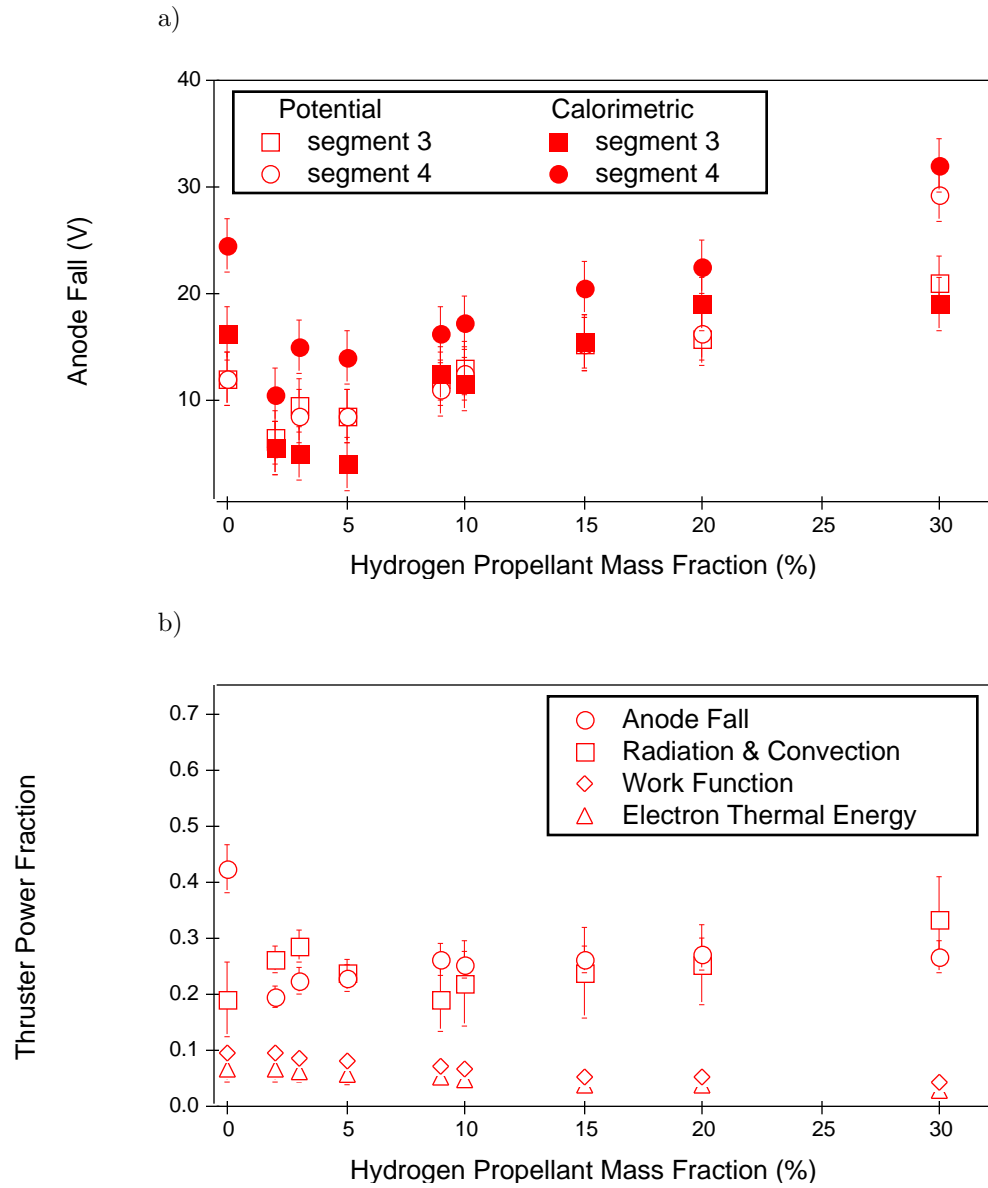 a)
40
30
20
10
Anode Fall (V)
Potential Calorimetric
segment 3 segment 3
segment 4 segment 4
0 5 10 15 20 25 30
Hydrogen Propellant Mass Fraction (%)
b)
0.7
0.6
0.5
0.4
0.3
0.2
0.1
0.0
Thruster Power Fraction
Anode Fall
Radiation & Convection
Work Function
Electron Thermal Energy
0 5 10 15 20 25 30
Hydrogen Propellant Mass Fraction (%)